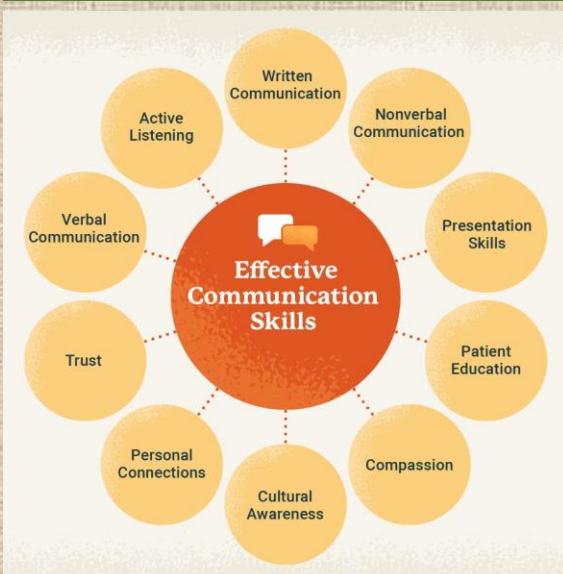 Written
Communication
Nonverbal
Communication
Presentation
Skills
Patient
Education
Compassion
Cultural
Awareness
Personal
Connections
Trust
Verbal
Communication
Active
Listening
Effective
Communication
Skills